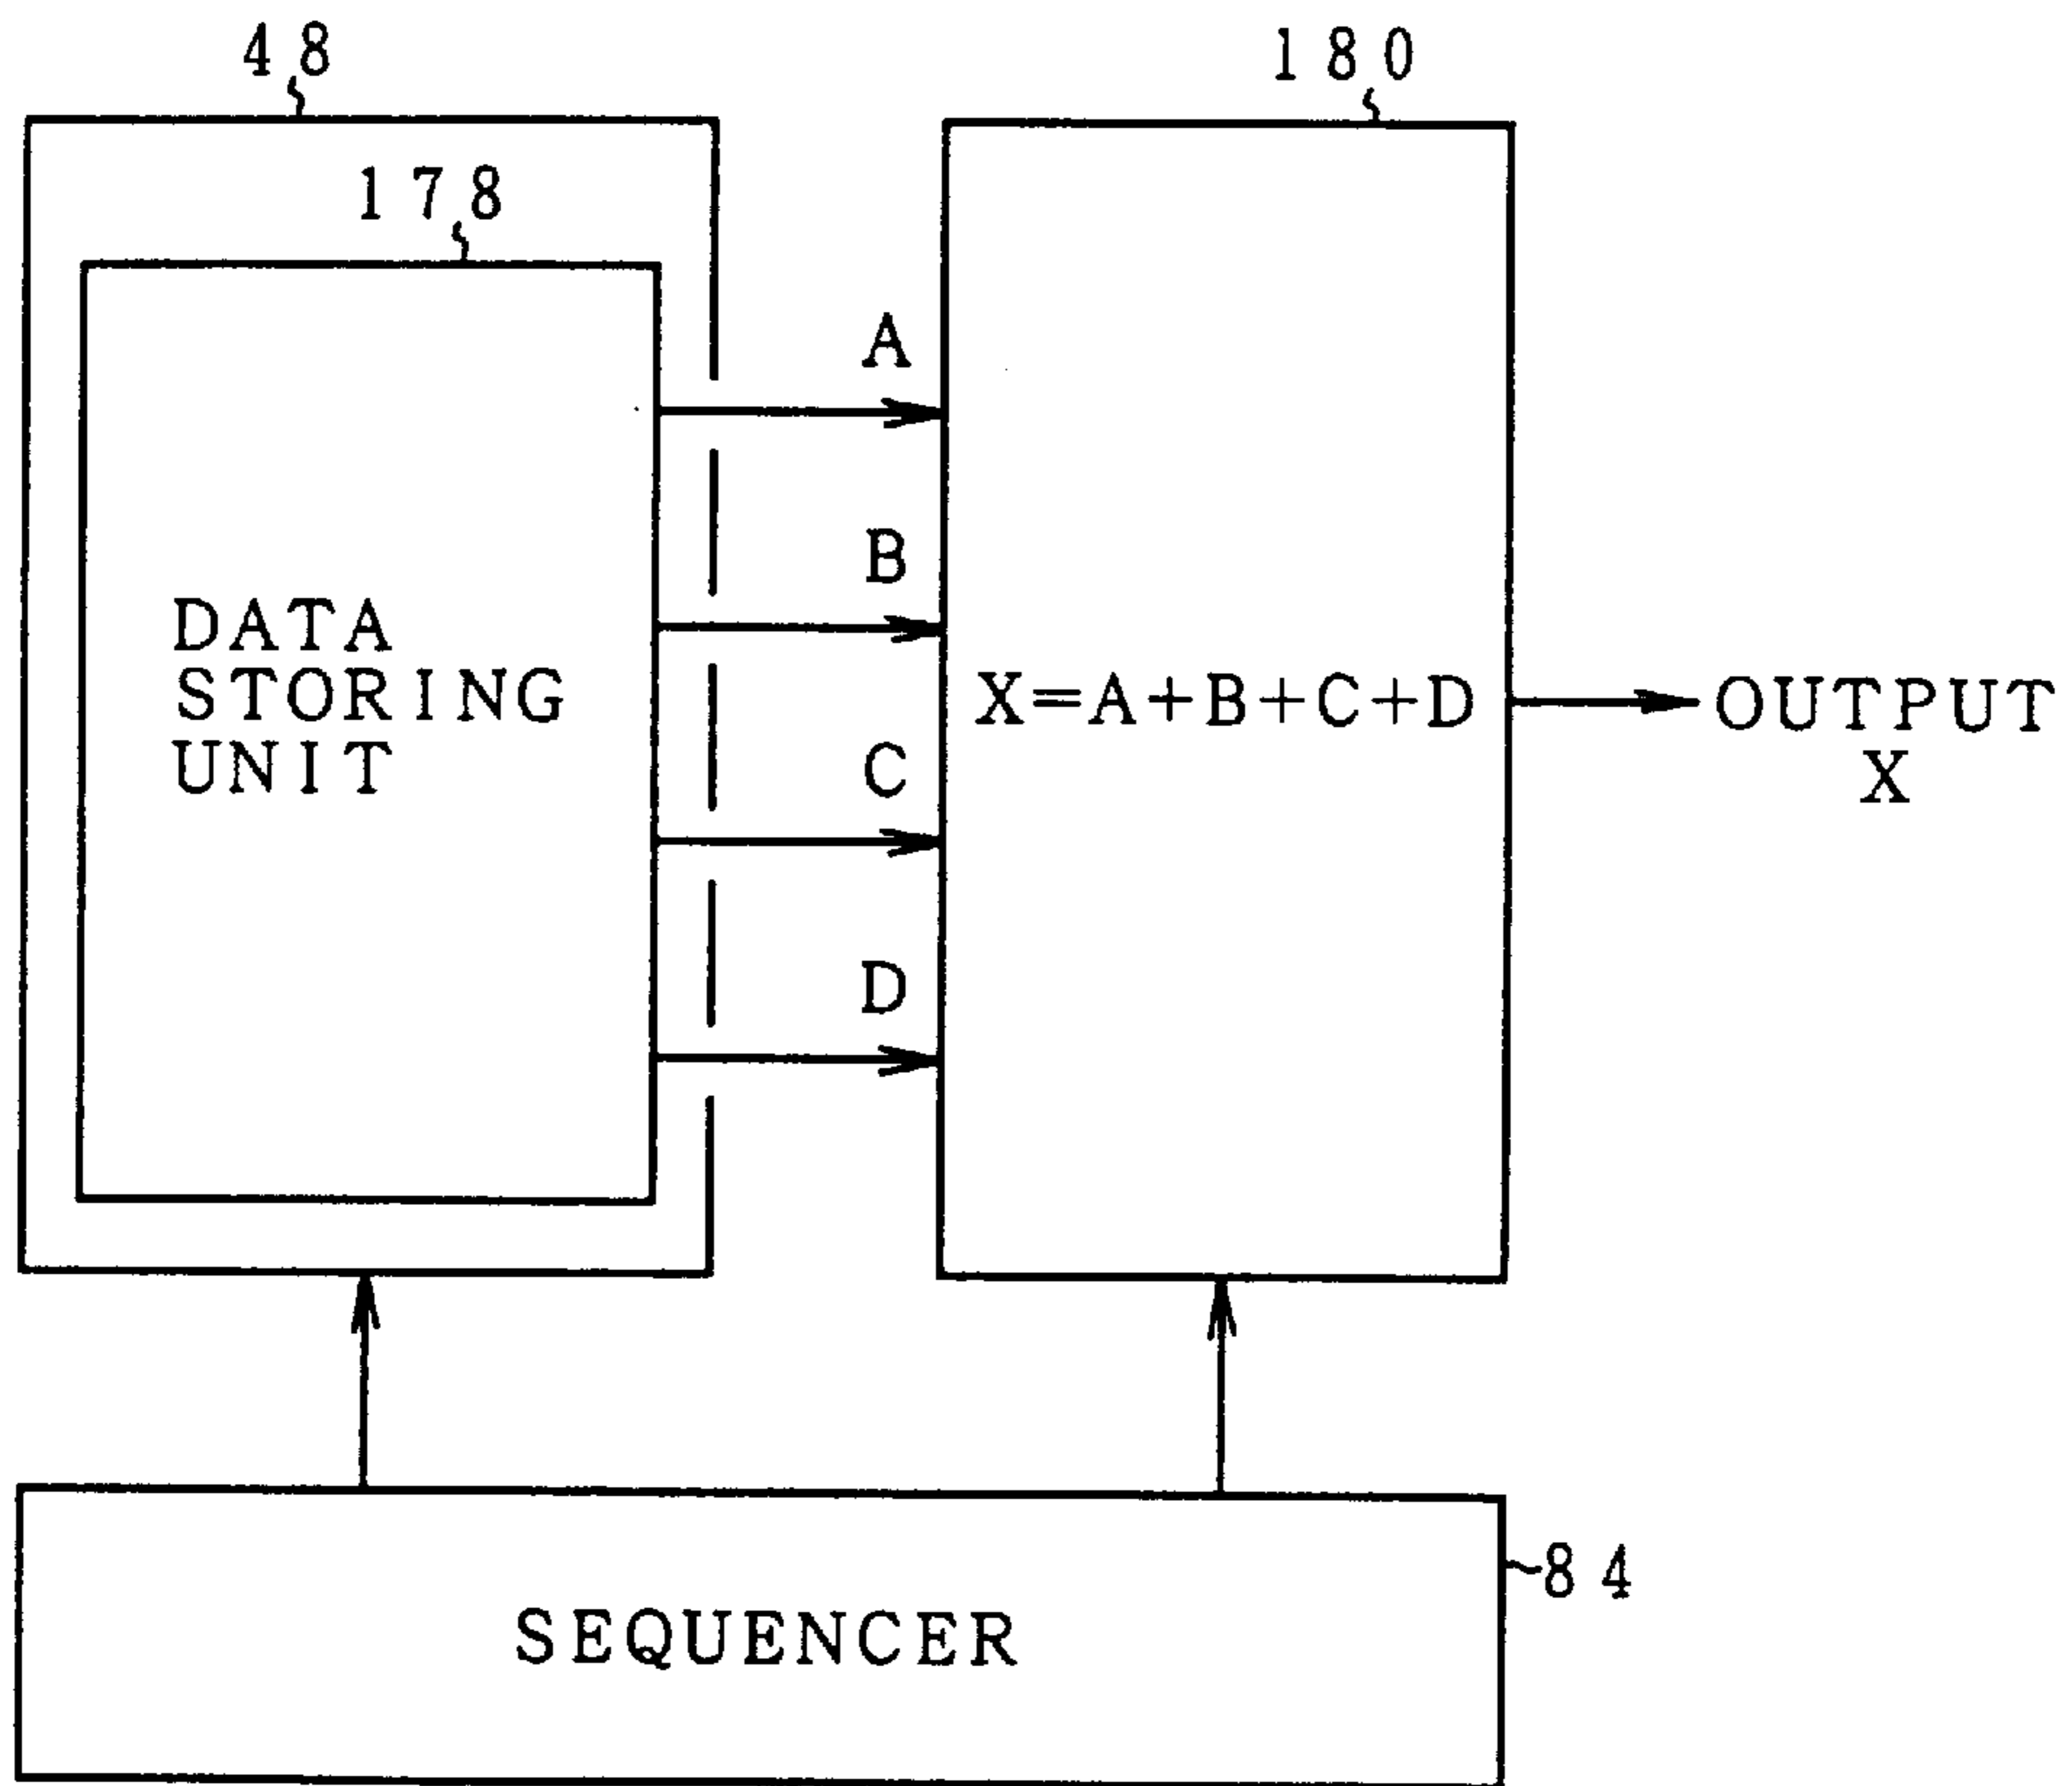 48
180
178
A
B
C
D
DATA
STORING
UNIT
X=A+B+C+D
OUTPUT
X
84
SEQUENCER